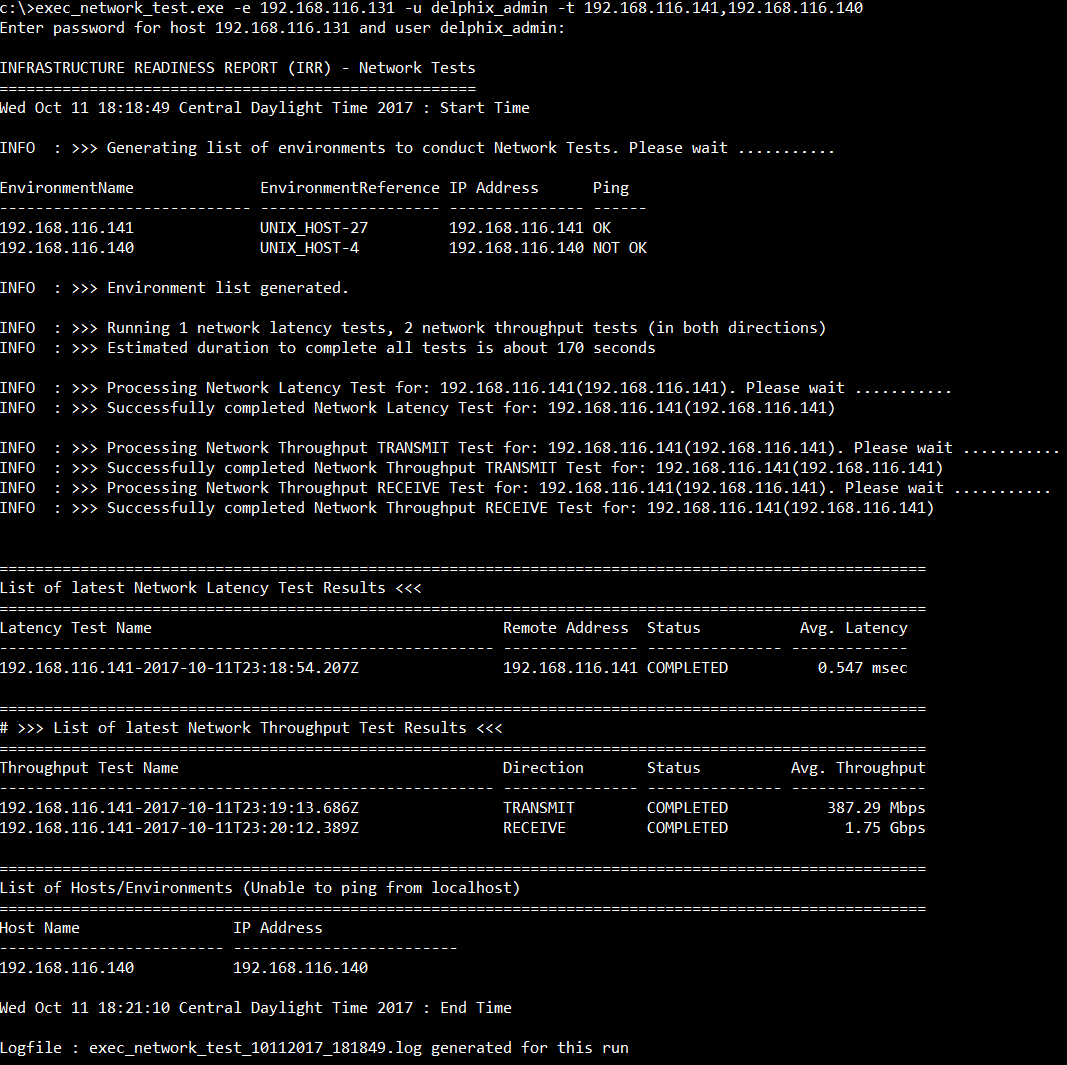 c:\>exec_network_test.exe -e 192.168.116.131 -u delphix_admin -t 192.168.116.141,192.168.116.140
Enter password for host 192.168.116.131 and user delphix_admin:
INFRASTRUCTURE READINESS REPORT (IRR) - Network Tests
=====================================================
Wed Oct 11 18:18:49 Central Daylight Time 2017 : Start Time
INFO  : >>> Generating list of environments to conduct Network Tests. Please wait ...........
EnvironmentName              EnvironmentReference IP Address      Ping
---------------------------- -------------------- --------------- ------
192.168.116.141              UNIX_HOST-27         192.168.116.141 OK
192.168.116.140              UNIX_HOST-4          192.168.116.140 NOT OK
INFO  : >>> Environment list generated.
INFO  : >>> Running 1 network latency tests, 2 network throughput tests (in both directions)
INFO  : >>> Estimated duration to complete all tests is about 170 seconds
INFO  : >>> Processing Network Latency Test for: 192.168.116.141(192.168.116.141). Please wait ...........
INFO  : >>> Successfully completed Network Latency Test for: 192.168.116.141(192.168.116.141)
INFO  : >>> Processing Network Throughput TRANSMIT Test for: 192.168.116.141(192.168.116.141). Please wait ...........
INFO  : >>> Successfully completed Network Throughput TRANSMIT Test for: 192.168.116.141(192.168.116.141)
INFO  : >>> Processing Network Throughput RECEIVE Test for: 192.168.116.141(192.168.116.141). Please wait ...........
INFO  : >>> Successfully completed Network Throughput RECEIVE Test for: 192.168.116.141(192.168.116.141)
=======================================================================================================
List of latest Network Latency Test Results <<<
=======================================================================================================
Latency Test Name                                       Remote Address  Status           Avg. Latency
------------------------------------------------------- --------------- --------------- -------------
192.168.116.141-2017-10-11T23:18:54.207Z                192.168.116.141 COMPLETED          0.547 msec
=======================================================================================================
# >>> List of latest Network Throughput Test Results <<<
=======================================================================================================
Throughput Test Name                                    Direction       Status          Avg. Throughput
------------------------------------------------------- --------------- --------------- ---------------
192.168.116.141-2017-10-11T23:19:13.686Z                TRANSMIT        COMPLETED           387.29 Mbps
192.168.116.141-2017-10-11T23:20:12.389Z                RECEIVE         COMPLETED             1.75 Gbps
=======================================================================================================
List of Hosts/Environments (Unable to ping from localhost)
=======================================================================================================
Host Name                 IP Address
------------------------- -------------------------
192.168.116.140           192.168.116.140
Wed Oct 11 18:21:10 Central Daylight Time 2017 : End Time
Logfile : exec_network_test_10112017_181849.log generated for this run